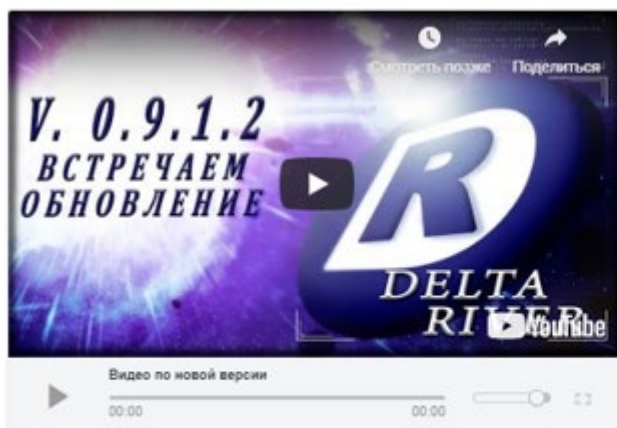 Смотреть позже Поделиться
V. 0.9.1.2
ВСТРЕЧАЕМ
ОБНОВЛЕНИЕ
R
DELTA
RIVER
YouTube
Видео по новой версии
00:00 00:00